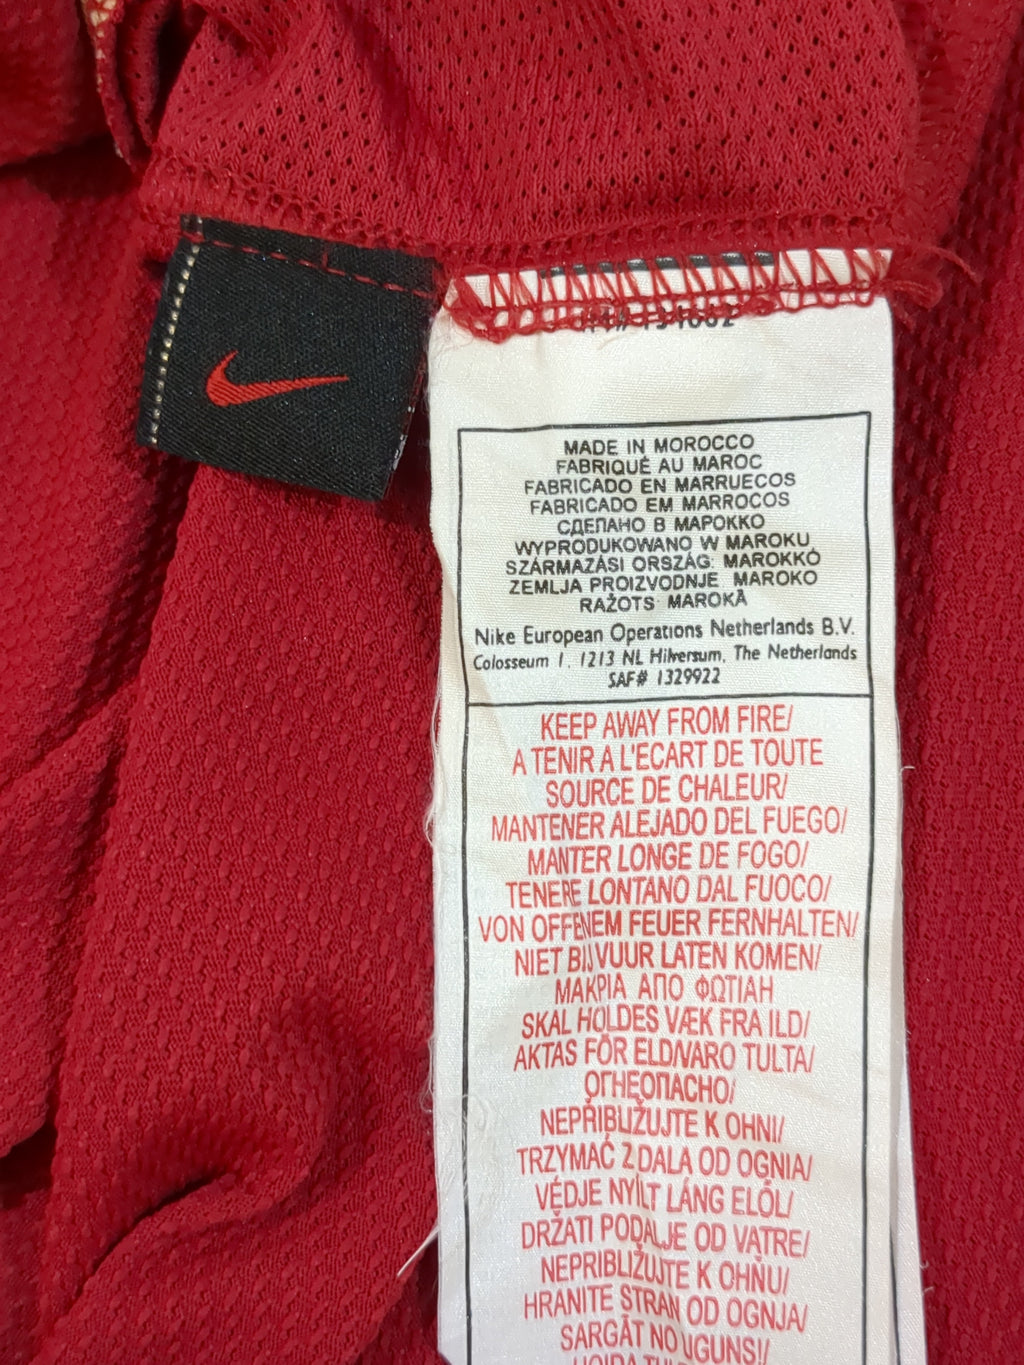 MADE IN MOROCCO
FABRIQUÉ AU MAROC
FABRICADO EN MARRUECOS
FABRICADO EM MARROCOS
СДЕПАНО В МАРОККО
WYPRODUKOWANO W MAROKU
SZÁRMAZÁSI ORSZÁG: MAROKKÓ
ZEMLJA PROIZVODNJE MAROKO
RAŽOTS MAROKĀ
Nike European Operations Netherlands B.V.
Colosseum 1, 1213 NL Hilversum, The Netherlands
SAF# 1329922
KEEP AWAY FROM FIRE/
A TENIR A L'ECART DE TOUTE
SOURCE DE CHALEUR/
MANTENER ALEJADO DEL FUEGO/
MANTER LONGE DE FOGO/
TENERE LONTANO DAL FUOCO/
VON OFFENEM FEUER FERNHALTEN/
NIET BIJ VUUR LATEN KOMEN/
ΜΑΚΡΙΑ ΑΠΟ ΦΩΤΙΑΗ
SKAL HOLDES VÆK FRA ILD/
AKTAS FÖR ELD/VARO TULTA/
ОГНЕОПАСНО/
NEPŘIBLIŽUJTE K OHNI/
TRZYMAĆ Z DALA OD OGNIA/
VÉDJE NYÍLT LÁNG ELŐL/
DRŽATI PODALJE OD VATRE/
NEPRIBLIŽUJTE K OHŇU/
HRANITE STRAN OD OGNJA/
SARGĀT NO UGUNS!/